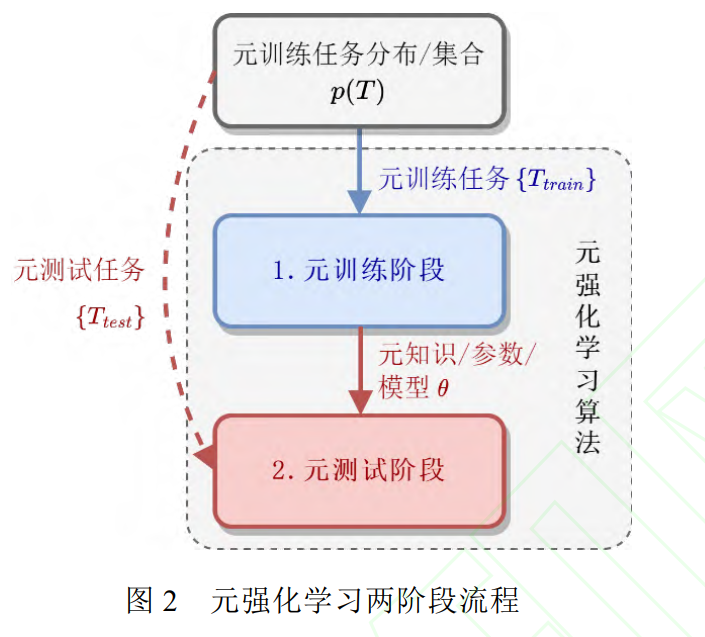 元训练任务分布/集合
p(T)
元训练任务 {T_{train}}
1.元训练阶段
元测试任务
{T_{test}}
元知识/参数/
模型 θ
元强化学习算法
2.元测试阶段
图 2 元强化学习两阶段流程